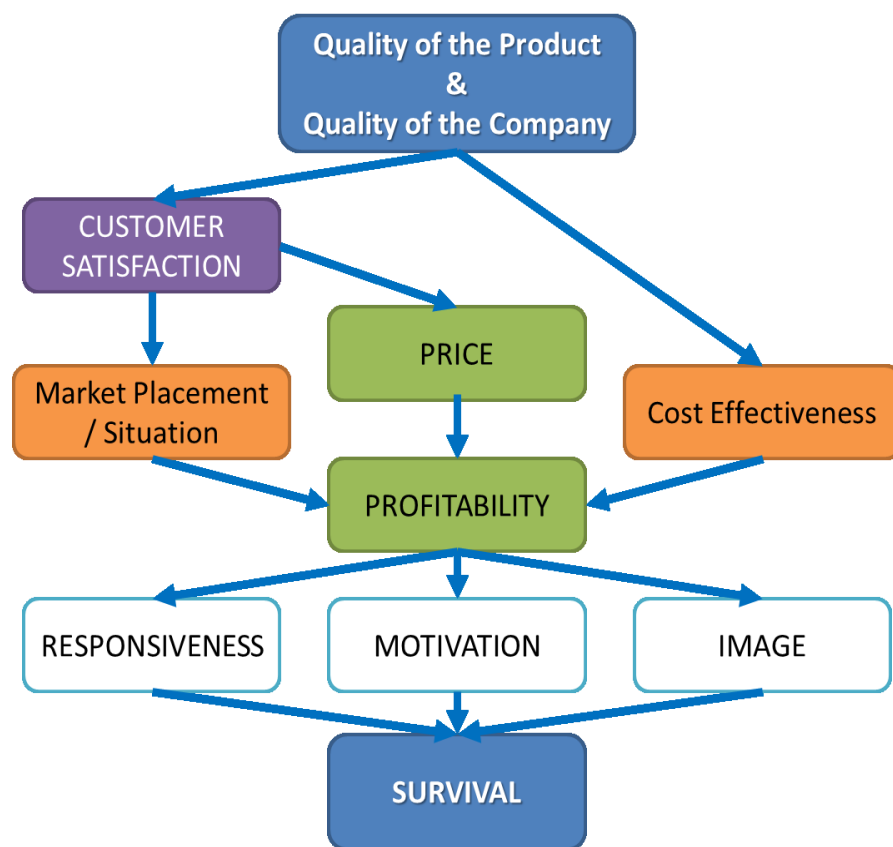 Quality of the Product
&
Quality of the Company
CUSTOMER
SATISFACTION
PRICE
Market Placement
/ Situation
Cost Effectiveness
PROFITABILITY
RESPONSIVENESS
MOTIVATION
IMAGE
SURVIVAL